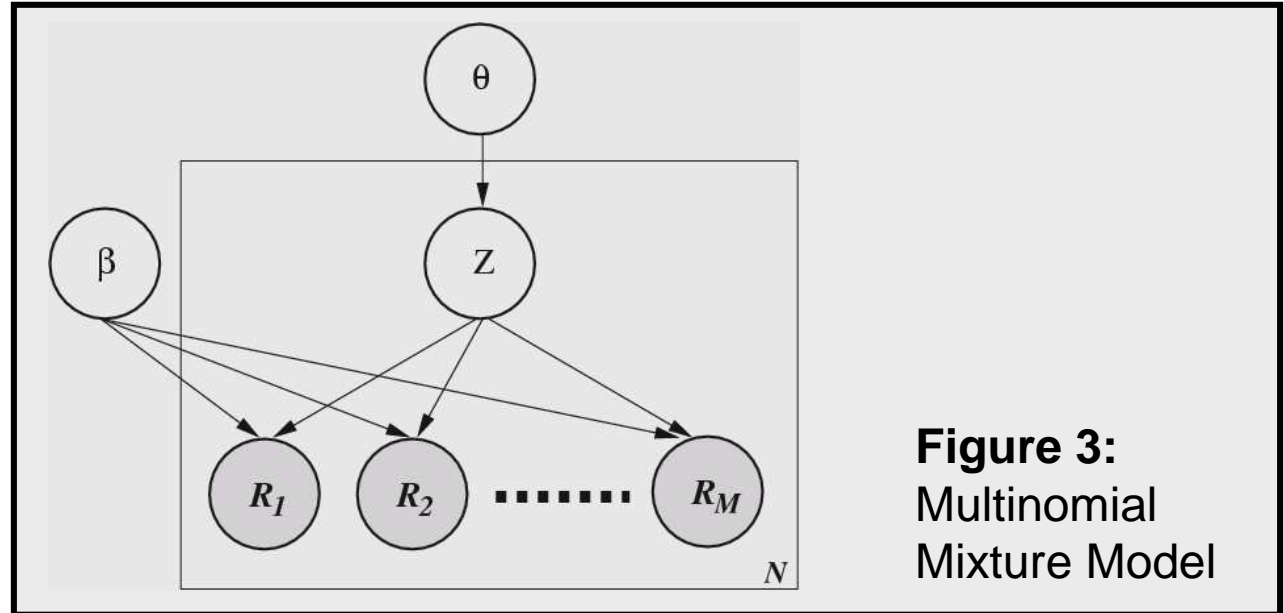 θ
β
Z
R1
R2
RM
N
Figure 3:
Multinomial
Mixture Model